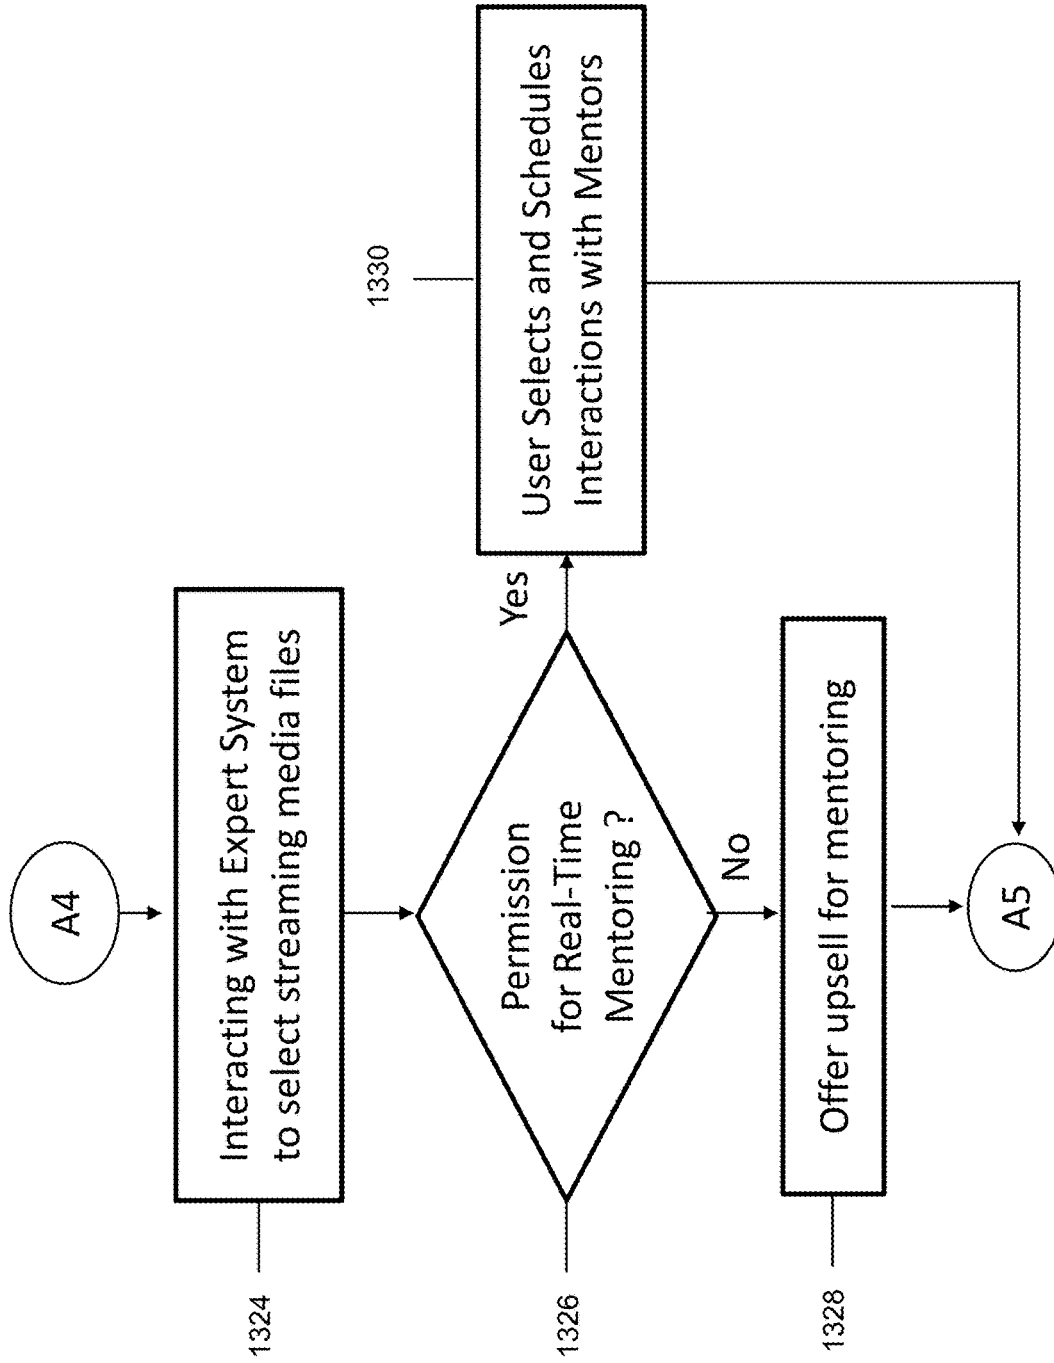 A4
Interacting with Expert System
to select streaming media files
1324
Permission
for Real-Time
Mentoring ?
1326
Yes
User Selects and Schedules
Interactions with Mentors
1330
No
Offer upsell for mentoring
1328
A5